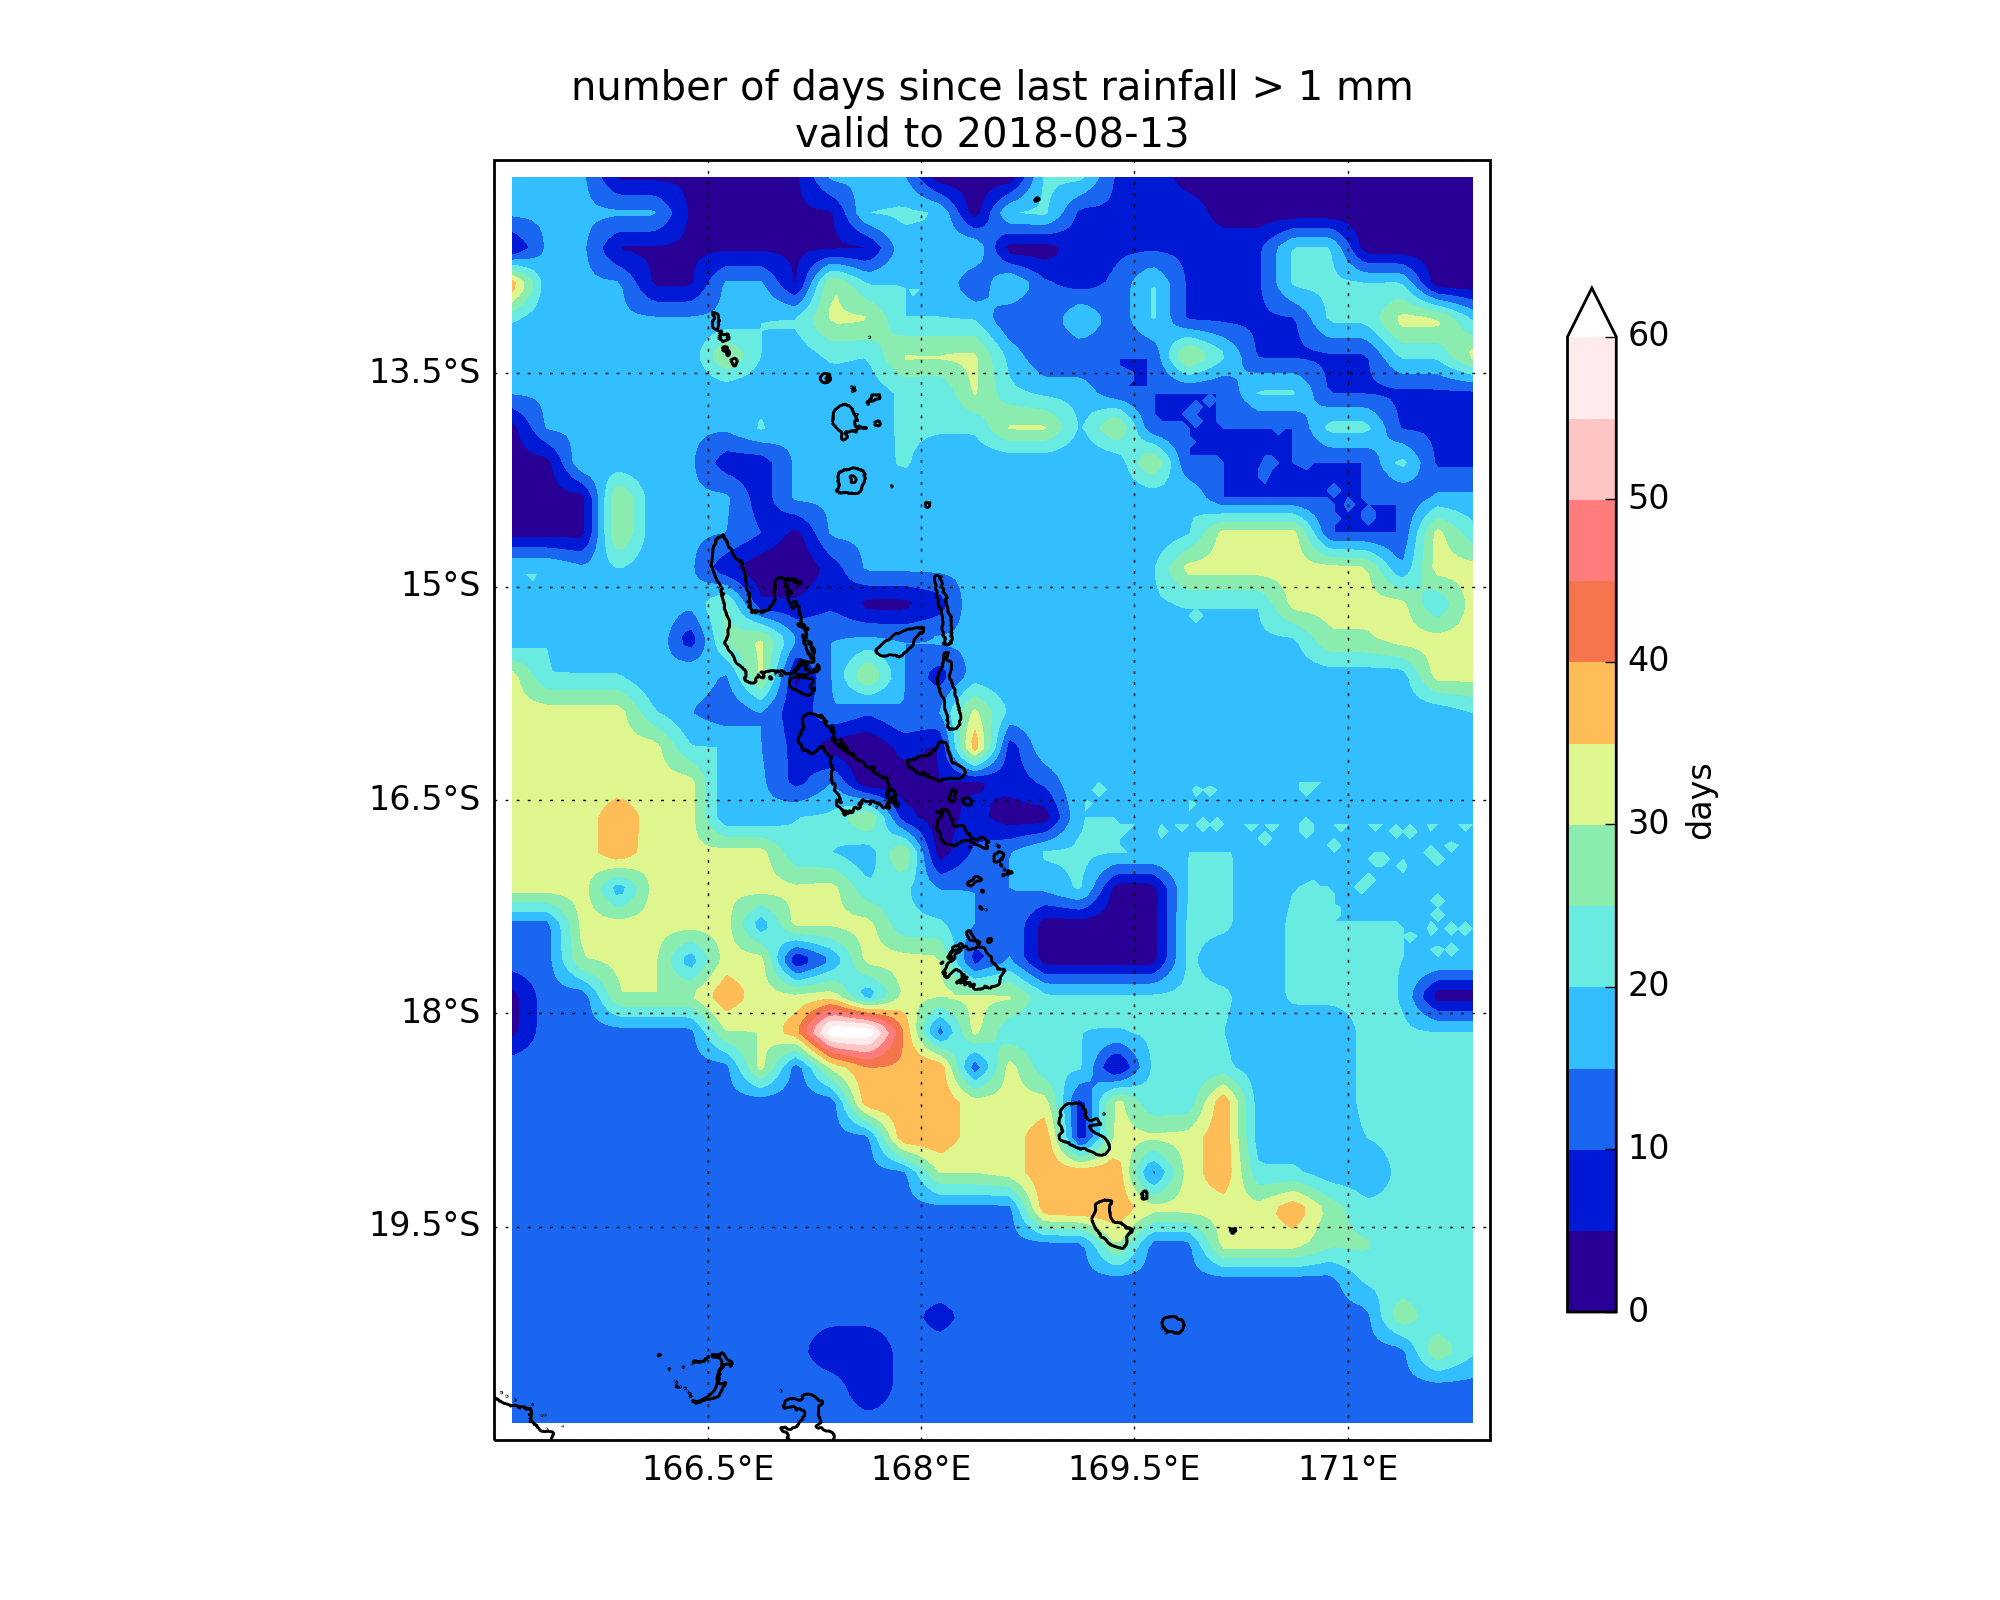 number of days since last rainfall > 1 mm
valid to 2018-08-13
60
50
40
30
20
10
0
days
13.5°S
15°S
16.5°S
18°S
19.5°S
166.5°E
168°E
169.5°E
171°E